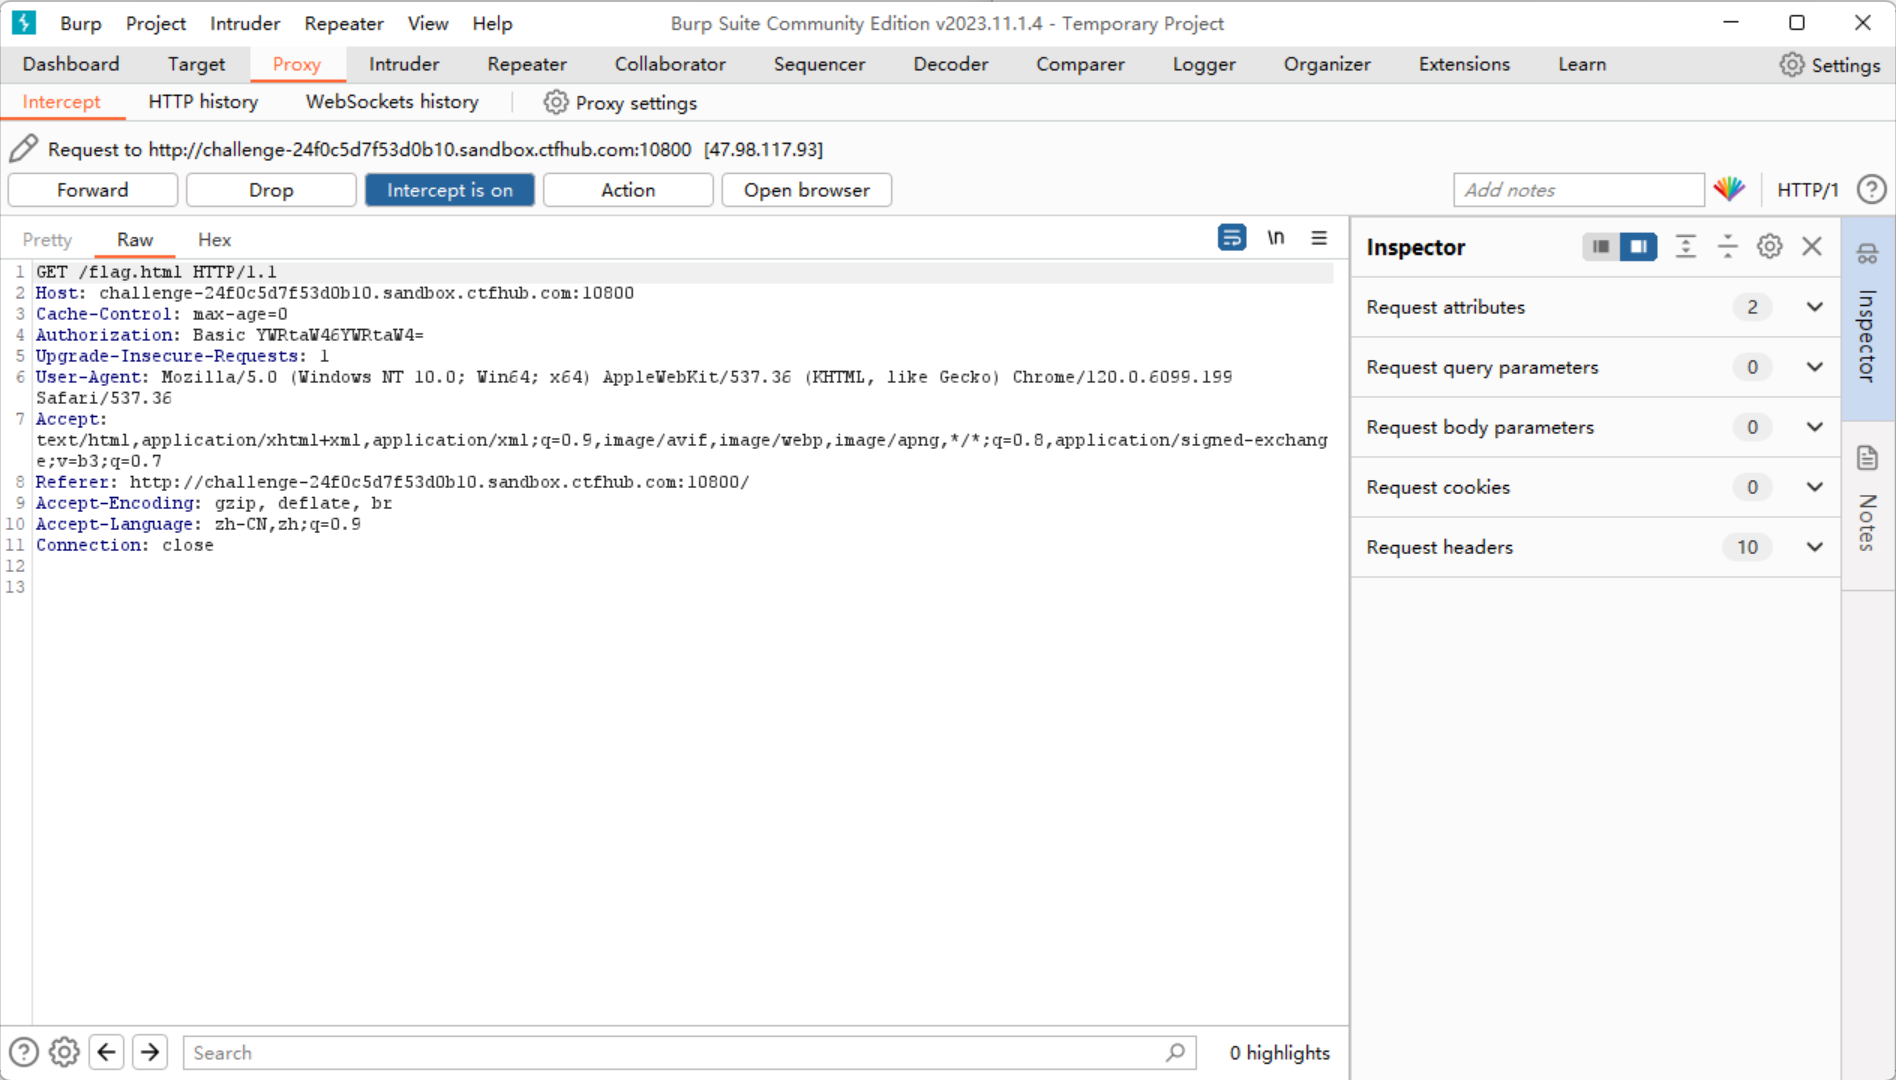 Burp Project Intruder Repeater View Help Burp Suite Community Edition v2023.11.1.4 - Temporary Project
Dashboard Target Proxy Intruder Repeater Collaborator Sequencer Decoder Comparer Logger Organizer Extensions Learn Settings
Intercept HTTP history WebSockets history Proxy settings
Request to http://challenge-24f0c5d7f53d0b10.sandbox.ctfhub.com:10800 [47.98.117.93]
Forward Drop Intercept is on Action Open browser Add notes HTTP/1
Pretty Raw Hex \n
1 GET /flag.html HTTP/1.1
2 Host: challenge-24f0c5d7f53d0b10.sandbox.ctfhub.com:10800
3 Cache-Control: max-age=0
4 Authorization: Basic YWRtaW46YWRtaW4=
5 Upgrade-Insecure-Requests: 1
6 User-Agent: Mozilla/5.0 (Windows NT 10.0; Win64; x64) AppleWebKit/537.36 (KHTML, like Gecko) Chrome/120.0.6099.199
Safari/537.36
7 Accept:
text/html,application/xhtml+xml,application/xml;q=0.9,image/avif,image/webp,image/apng,*/*;q=0.8,application/signed-exchang
e;v=b3;q=0.7
8 Referer: http://challenge-24f0c5d7f53d0b10.sandbox.ctfhub.com:10800/
9 Accept-Encoding: gzip, deflate, br
10 Accept-Language: zh-CN,zh;q=0.9
11 Connection: close
12
13
Inspector
Request attributes 2
Request query parameters 0
Request body parameters 0
Request cookies 0
Request headers 10
Inspector
Notes
Search 0 highlights